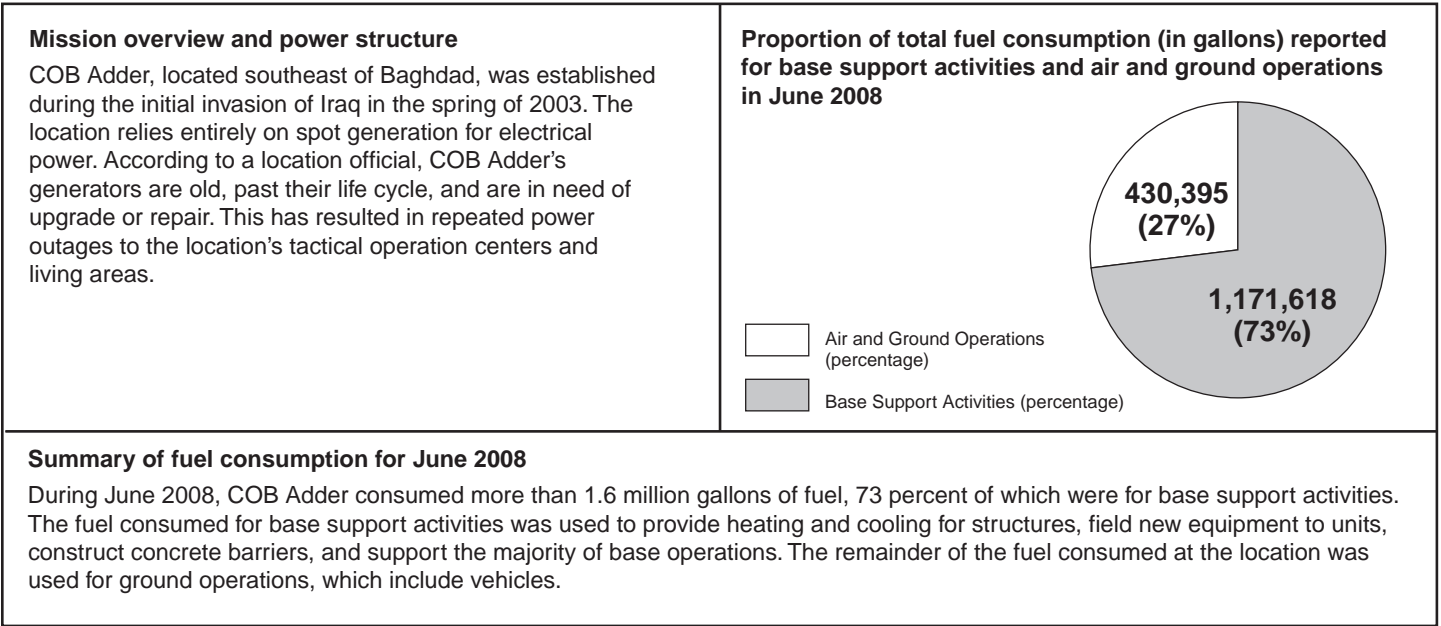 Mission overview and power structure
COB Adder, located southeast of Baghdad, was established
during the initial invasion of Iraq in the spring of 2003. The
location relies entirely on spot generation for electrical
power. According to a location official, COB Adder’s
generators are old, past their life cycle, and are in need of
upgrade or repair. This has resulted in repeated power
outages to the location’s tactical operation centers and
living areas.
Proportion of total fuel consumption (in gallons) reported
for base support activities and air and ground operations
in June 2008
430,395
(27%)
1,171,618
(73%)
Air and Ground Operations
(percentage)
Base Support Activities (percentage)
Summary of fuel consumption for June 2008
During June 2008, COB Adder consumed more than 1.6 million gallons of fuel, 73 percent of which were for base support activities.
The fuel consumed for base support activities was used to provide heating and cooling for structures, field new equipment to units,
construct concrete barriers, and support the majority of base operations. The remainder of the fuel consumed at the location was
used for ground operations, which include vehicles.